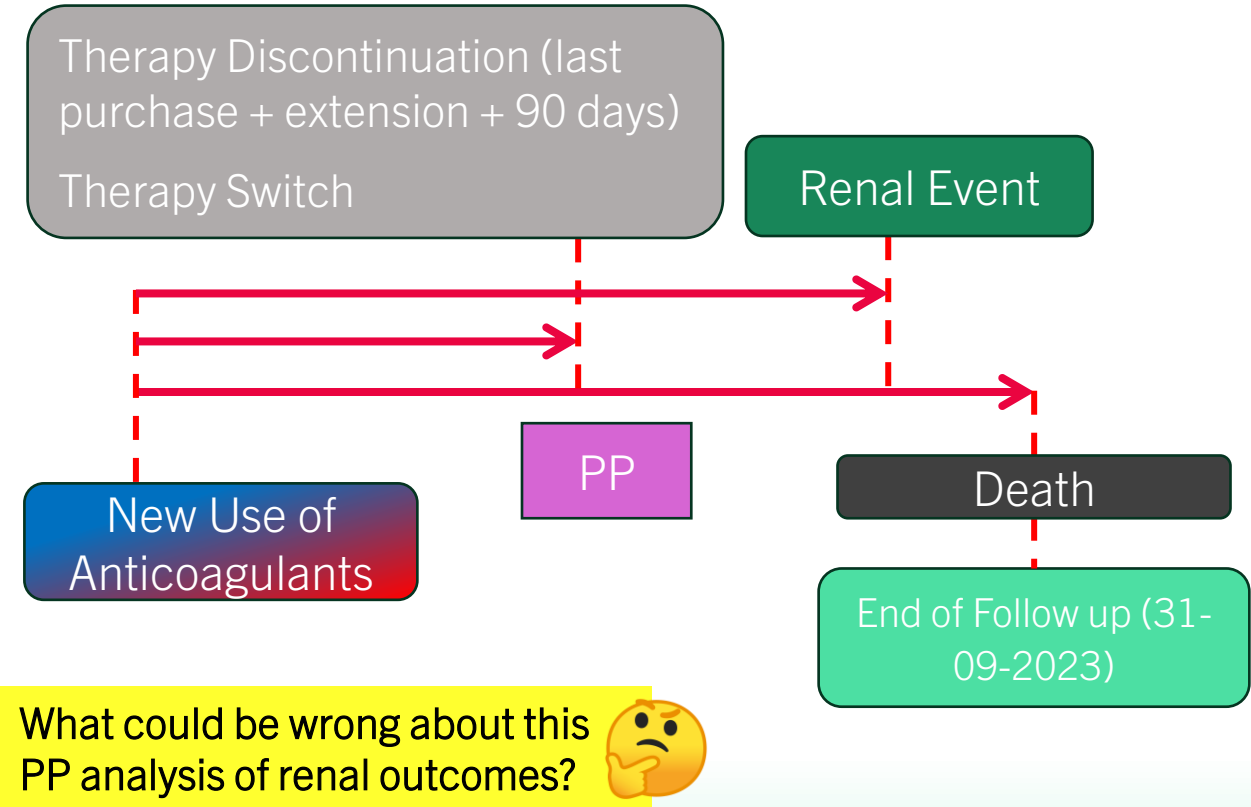 Therapy Discontinuation (last
purchase + extension + 90 days)
Therapy Switch
Renal Event
PP
New Use of
Anticoagulants
Death
End of Follow up (31-
09-2023)
What could be wrong about this
PP analysis of renal outcomes?